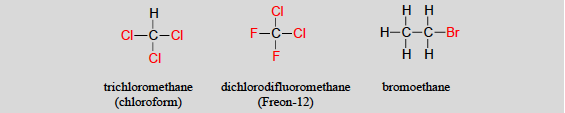 H
Cl–C–Cl
Cl
trichloromethane
(chloroform)
Cl
F–C–Cl
F
dichlorodifluoromethane
(Freon-12)
H H
H–C–C–Br
H H
bromoethane